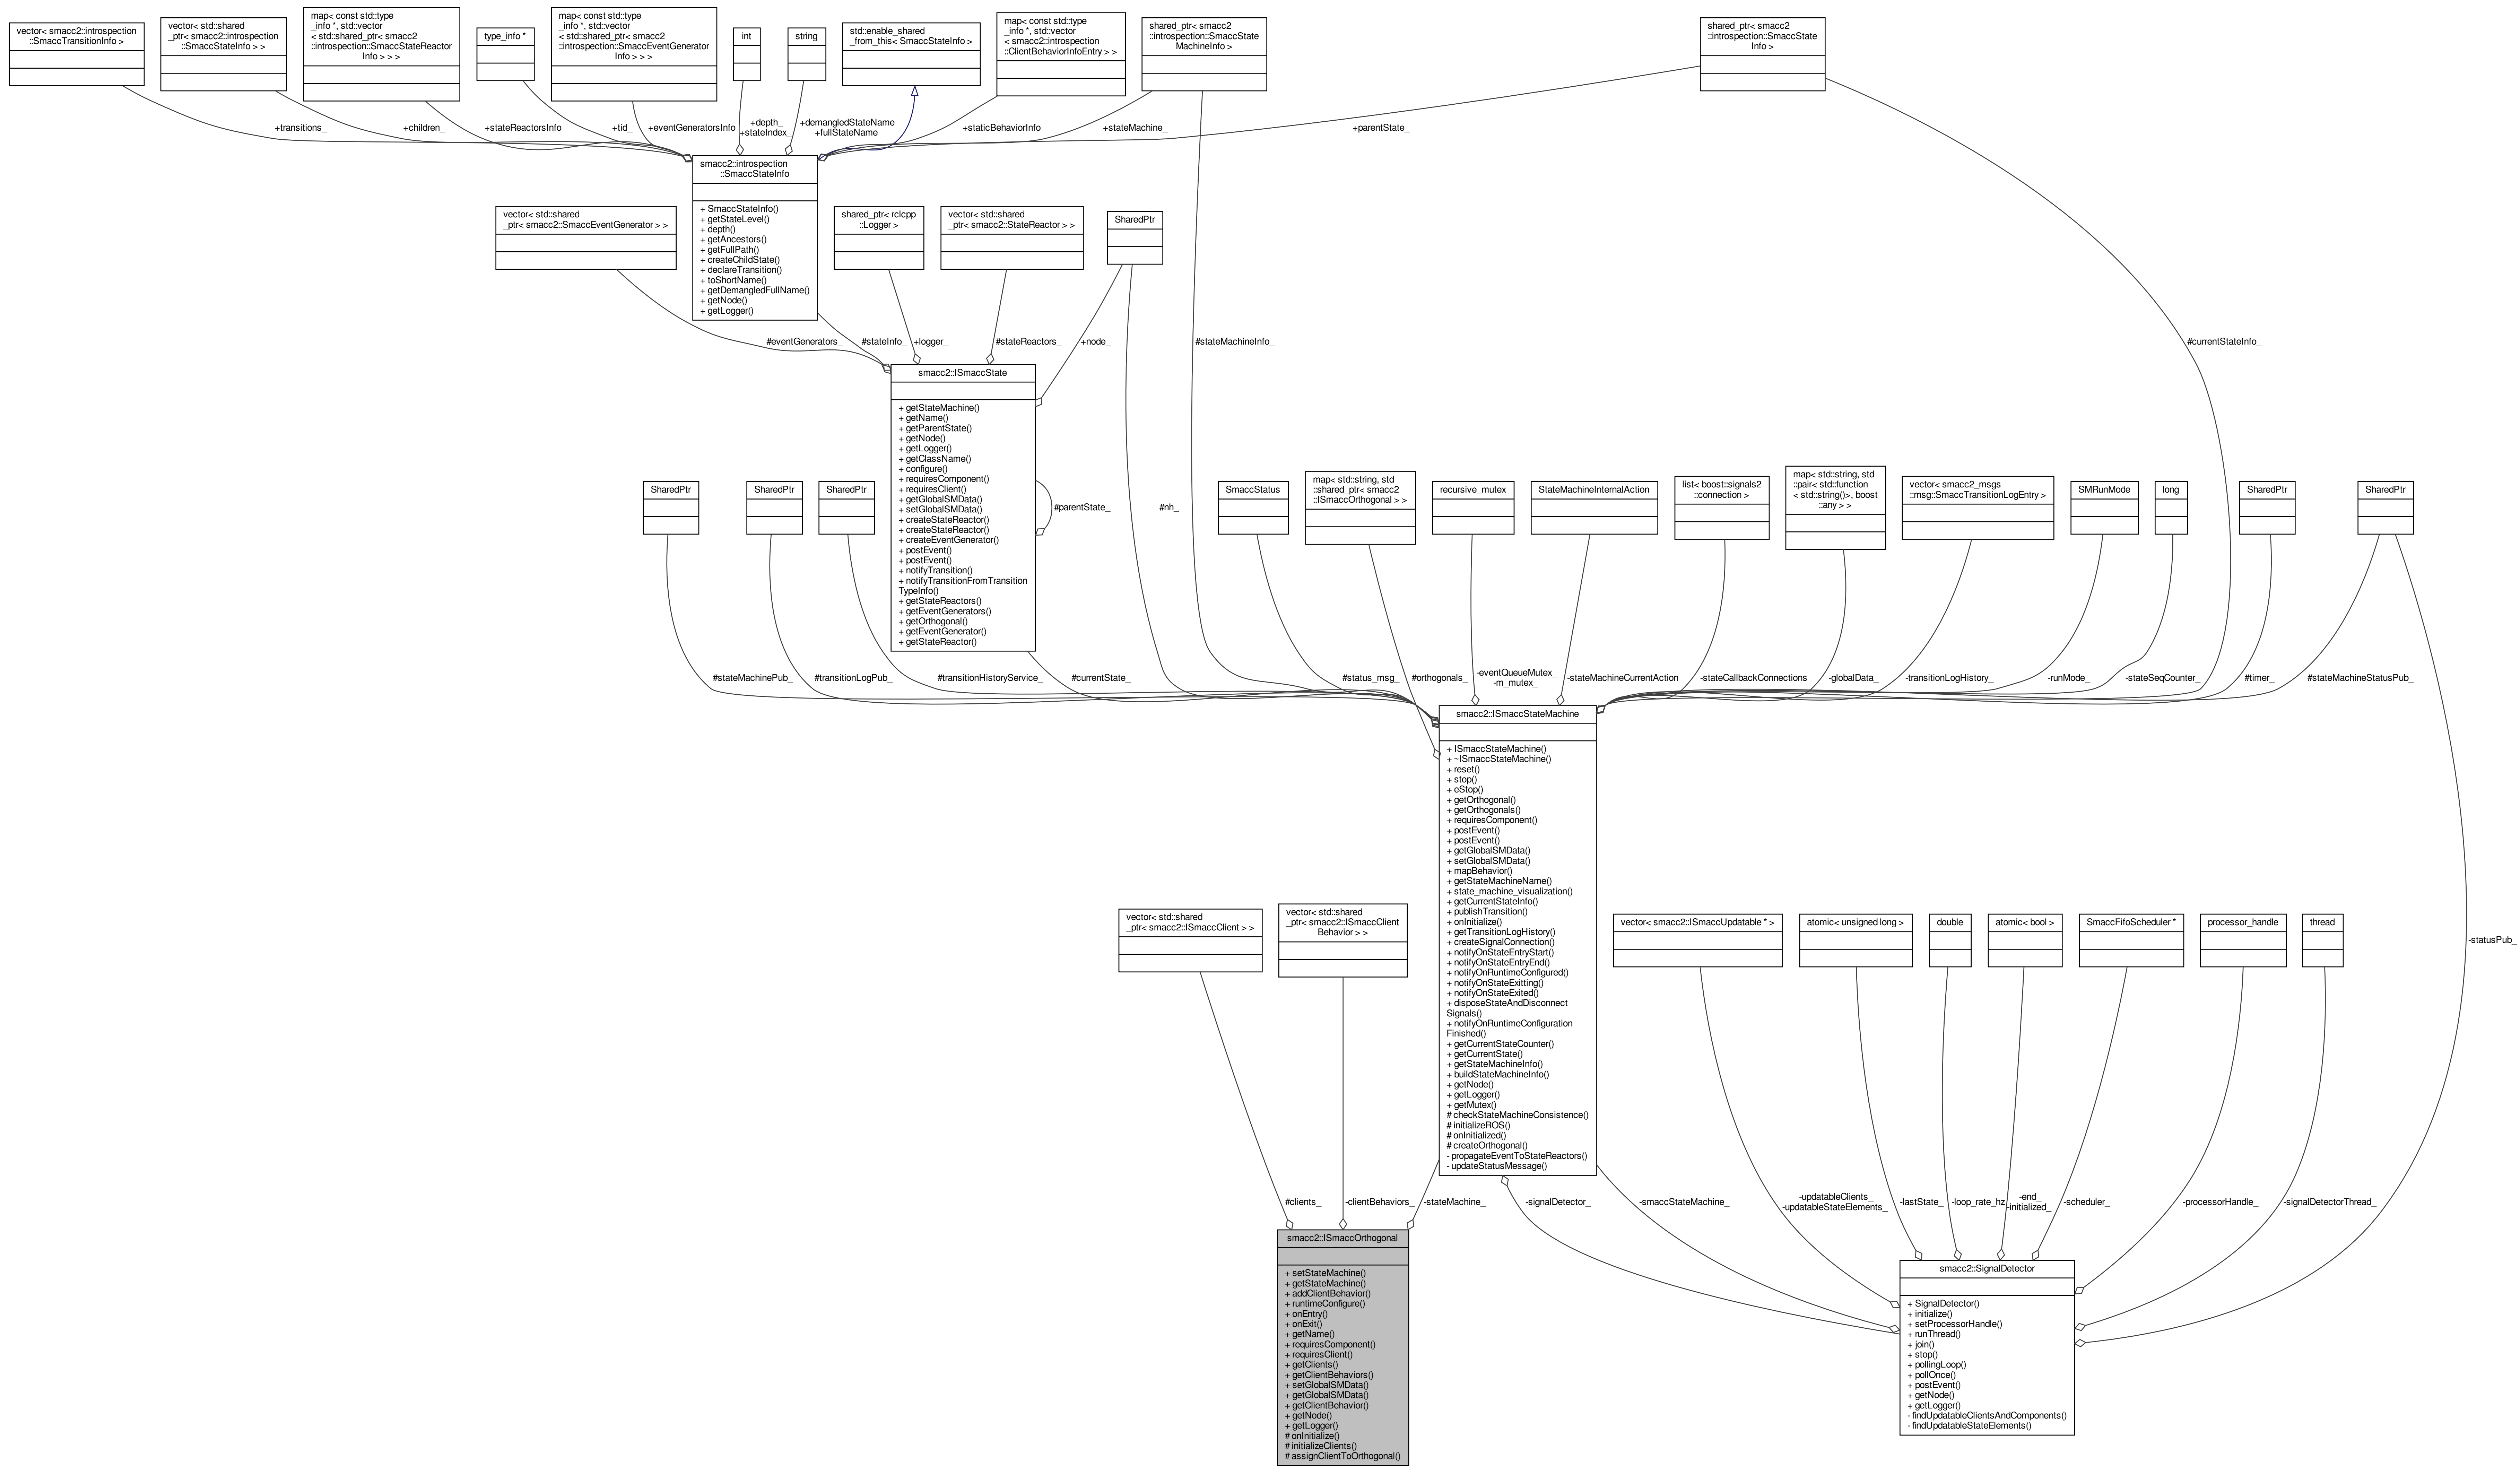 vector< smacc2::introspection
::SmaccTransitionInfo >
vector< std::shared
_ptr< smacc2::introspection
::SmaccStateInfo > >
map< const std::type
_info *, std::vector
< std::shared_ptr< smacc2
::introspection::SmaccStateReactor
Info > > >
type_info *
map< const std::type
_info *, std::vector
< std::shared_ptr< smacc2
::introspection::SmaccEventGenerator
Info > > >
int
string
std::enable_shared
_from_this< SmaccStateInfo >
map< const std::type
_info *, std::vector
< smacc2::introspection
::ClientBehaviorInfoEntry > >
shared_ptr< smacc2
::introspection::SmaccState
MachineInfo >
shared_ptr< smacc2
::introspection::SmaccState
Info >
+transitions_
+children_
+stateReactorsInfo
+tid_
+eventGeneratorsInfo
+depth_
+stateIndex_
+demangledStateName
+fullStateName
+staticBehaviorInfo
+stateMachine_
+parentState_
smacc2::introspection
::SmaccStateInfo
+ SmaccStateInfo()
+ getStateLevel()
+ depth()
+ getAncestors()
+ getFullPath()
+ createChildState()
+ declareTransition()
+ toShortName()
+ getDemangledFullName()
+ getNode()
+ getLogger()
vector< std::shared
_ptr< smacc2::SmaccEventGenerator > >
shared_ptr< rclcpp
::Logger >
vector< std::shared
_ptr< smacc2::StateReactor > >
SharedPtr
#eventGenerators_
#stateInfo_
+logger_
#stateReactors_
+node_
#stateMachineInfo_
#currentStateInfo_
smacc2::ISmaccState
+ getStateMachine()
+ getName()
+ getParentState()
+ getNode()
+ getLogger()
+ getClassName()
+ configure()
+ requiresComponent()
+ requiresClient()
+ getGlobalSMData()
+ setGlobalSMData()
+ createStateReactor()
+ createStateReactor()
+ createEventGenerator()
+ postEvent()
+ postEvent()
+ notifyTransition()
+ notifyTransitionFromTransition
TypeInfo()
+ getStateReactors()
+ getEventGenerators()
+ getOrthogonal()
+ getEventGenerator()
+ getStateReactor()
#parentState_
#nh_
SharedPtr
SharedPtr
SharedPtr
SmaccStatus
map< std::string, std
::shared_ptr< smacc2
::ISmaccOrthogonal > >
recursive_mutex
StateMachineInternalAction
list< boost::signals2
::connection >
map< std::string, std
::pair< std::function
< std::string()>, boost
::any > >
vector< smacc2_msgs
::msg::SmaccTransitionLogEntry >
SMRunMode
long
SharedPtr
SharedPtr
#stateMachinePub_
#transitionLogPub_
#transitionHistoryService_
#currentState_
#status_msg_
#orthogonals_
-eventQueueMutex_
-m_mutex_
-stateMachineCurrentAction
-stateCallbackConnections
-globalData_
-transitionLogHistory_
-runMode_
-stateSeqCounter_
#timer_
#stateMachineStatusPub_
smacc2::ISmaccStateMachine
+ ISmaccStateMachine()
+ ~ISmaccStateMachine()
+ reset()
+ stop()
+ eStop()
+ getOrthogonal()
+ getOrthogonals()
+ requiresComponent()
+ postEvent()
+ postEvent()
+ getGlobalSMData()
+ setGlobalSMData()
+ mapBehavior()
+ getStateMachineName()
+ state_machine_visualization()
+ getCurrentStateInfo()
+ publishTransition()
+ onInitialize()
+ getTransitionLogHistory()
+ createSignalConnection()
+ notifyOnStateEntryStart()
+ notifyOnStateEntryEnd()
+ notifyOnRuntimeConfigured()
+ notifyOnStateExitting()
+ notifyOnStateExited()
+ disposeStateAndDisconnect
Signals()
+ notifyOnRuntimeConfiguration
Finished()
+ getCurrentStateCounter()
+ getCurrentState()
+ getStateMachineInfo()
+ buildStateMachineInfo()
+ getNode()
+ getLogger()
+ getMutex()
# checkStateMachineConsistence()
# initializeROS()
# onInitialized()
# createOrthogonal()
- propagateEventToStateReactors()
- updateStatusMessage()
vector< std::shared
_ptr< smacc2::ISmaccClient > >
vector< std::shared
_ptr< smacc2::ISmaccClient
Behavior > >
vector< smacc2::ISmaccUpdatable * >
atomic< unsigned long >
double
atomic< bool >
SmaccFifoScheduler *
processor_handle
thread
-statusPub_
#clients_
-clientBehaviors_
-stateMachine_
-signalDetector_
-smaccStateMachine_
-updatableClients_
-updatableStateElements_
-lastState_
-loop_rate_hz
-end_
-initialized_
-scheduler_
-processorHandle_
-signalDetectorThread_
smacc2::ISmaccOrthogonal
+ setStateMachine()
+ getStateMachine()
+ addClientBehavior()
+ runtimeConfigure()
+ onEntry()
+ onExit()
+ getName()
+ requiresComponent()
+ requiresClient()
+ getClients()
+ getClientBehaviors()
+ setGlobalSMData()
+ getGlobalSMData()
+ getClientBehavior()
+ getNode()
+ getLogger()
# onInitialize()
# initializeClients()
# assignClientToOrthogonal()
smacc2::SignalDetector
+ SignalDetector()
+ initialize()
+ setProcessorHandle()
+ runThread()
+ join()
+ stop()
+ pollingLoop()
+ pollOnce()
+ postEvent()
+ getNode()
+ getLogger()
- findUpdatableClientsAndComponents()
- findUpdatableStateElements()